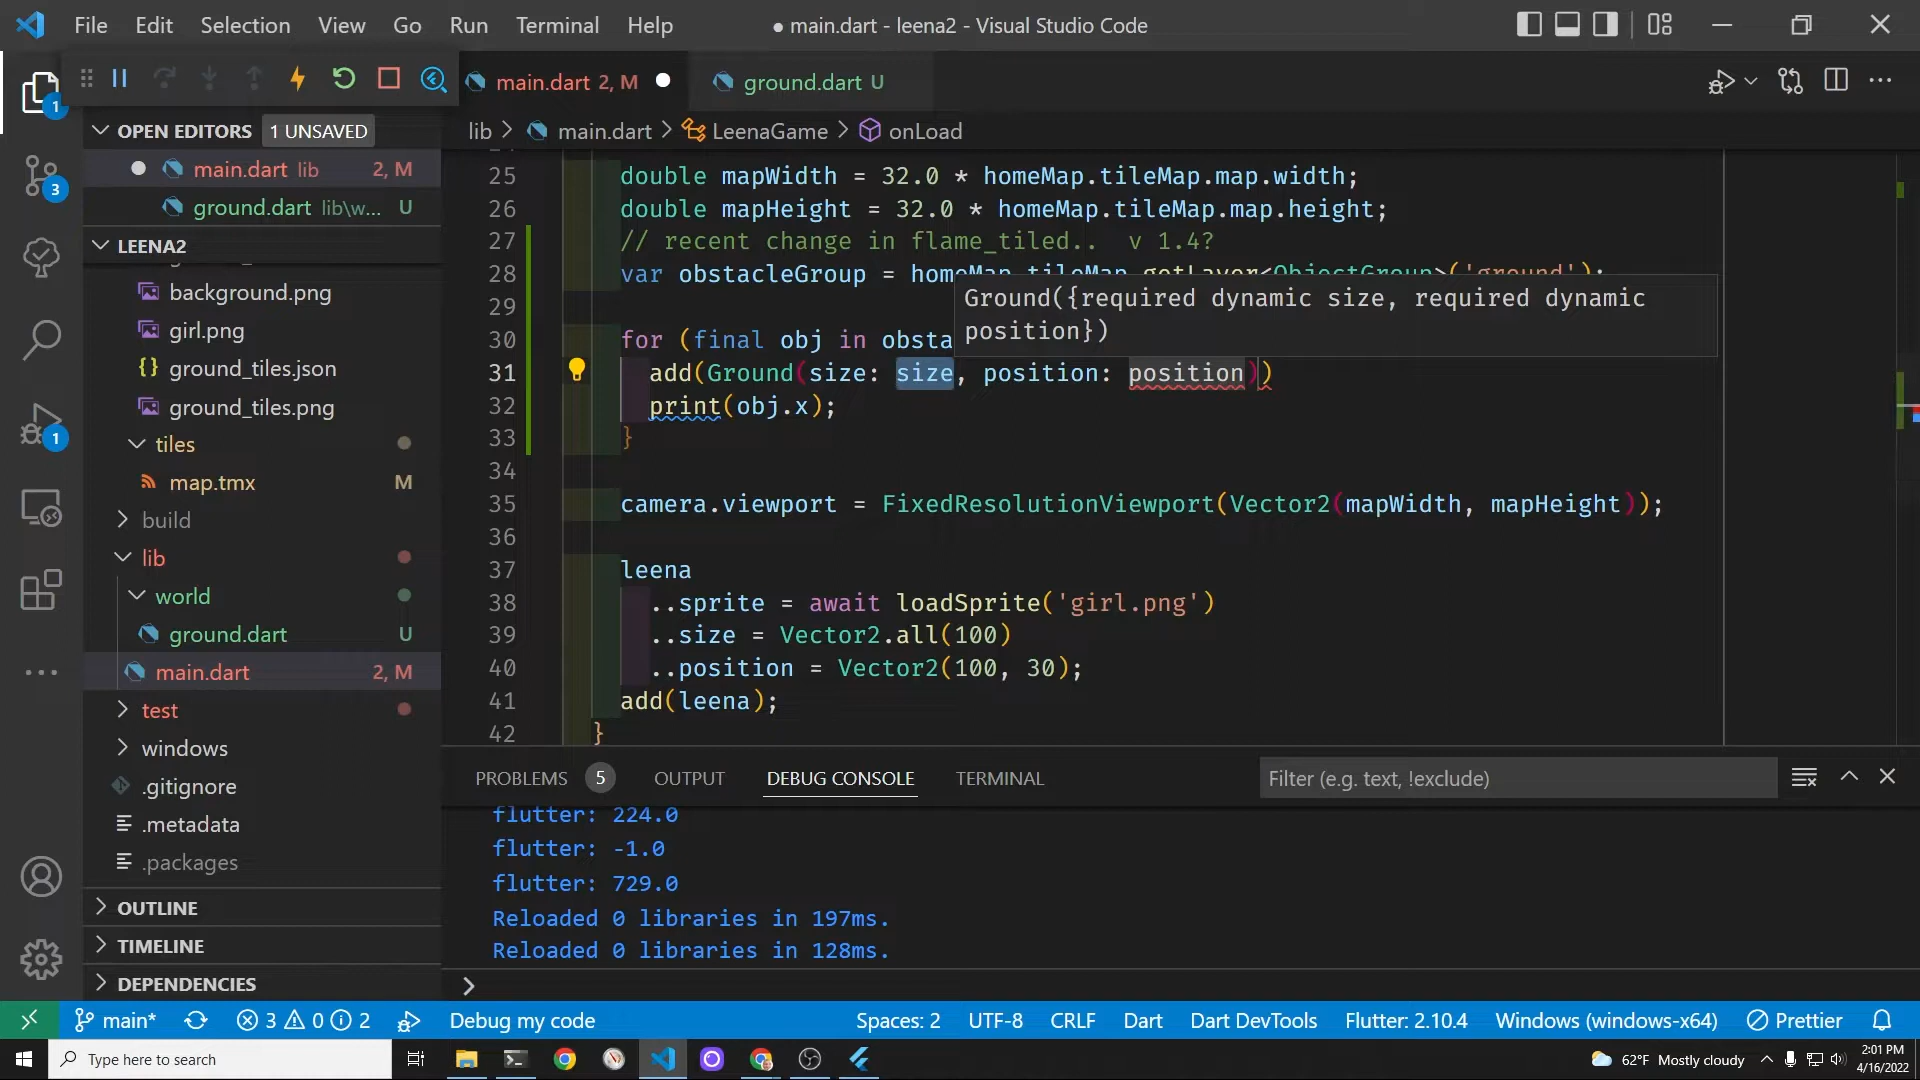 File Edit Selection View Go Run Terminal Help
● main.dart - leena2 - Visual Studio Code
1
main.dart 2, M
ground.dart U
OPEN EDITORS 1 UNSAVED
lib > main.dart > LeenaGame > onLoad
main.dart lib 2, M
ground.dart lib\w... U
3
LEENA2
background.png
girl.png
ground_tiles.json
ground_tiles.png
1
tiles
map.tmx M
build
lib
world
ground.dart U
main.dart 2, M
test
windows
.gitignore
.metadata
.packages
OUTLINE
TIMELINE
DEPENDENCIES
25 double mapWidth = 32.0 * homeMap.tileMap.map.width;
26 double mapHeight = 32.0 * homeMap.tileMap.map.height;
27 // recent change in flame_tiled.. v 1.4?
28 var obstacleGroup = homeMap.tileMap.getLayer<ObjectGroup>('ground');
Ground({required dynamic size, required dynamic
position})
29
30 for (final obj in obsta
31 add(Ground(size: size, position: position))
32 print(obj.x);
33 }
34
35 camera.viewport = FixedResolutionViewport(Vector2(mapWidth, mapHeight));
36
37 leena
38 ..sprite = await loadSprite('girl.png')
39 ..size = Vector2.all(100)
40 ..position = Vector2(100, 30);
41 add(leena);
42 }
PROBLEMS 5 OUTPUT DEBUG CONSOLE TERMINAL Filter (e.g. text, !exclude)
flutter: 224.0
flutter: -1.0
flutter: 729.0
Reloaded 0 libraries in 197ms.
Reloaded 0 libraries in 128ms.
main* 3 0 2 Debug my code Spaces: 2 UTF-8 CRLF Dart Dart DevTools Flutter: 2.10.4 Windows (windows-x64) Prettier
Type here to search
62°F Mostly cloudy
2:01 PM
4/16/2022